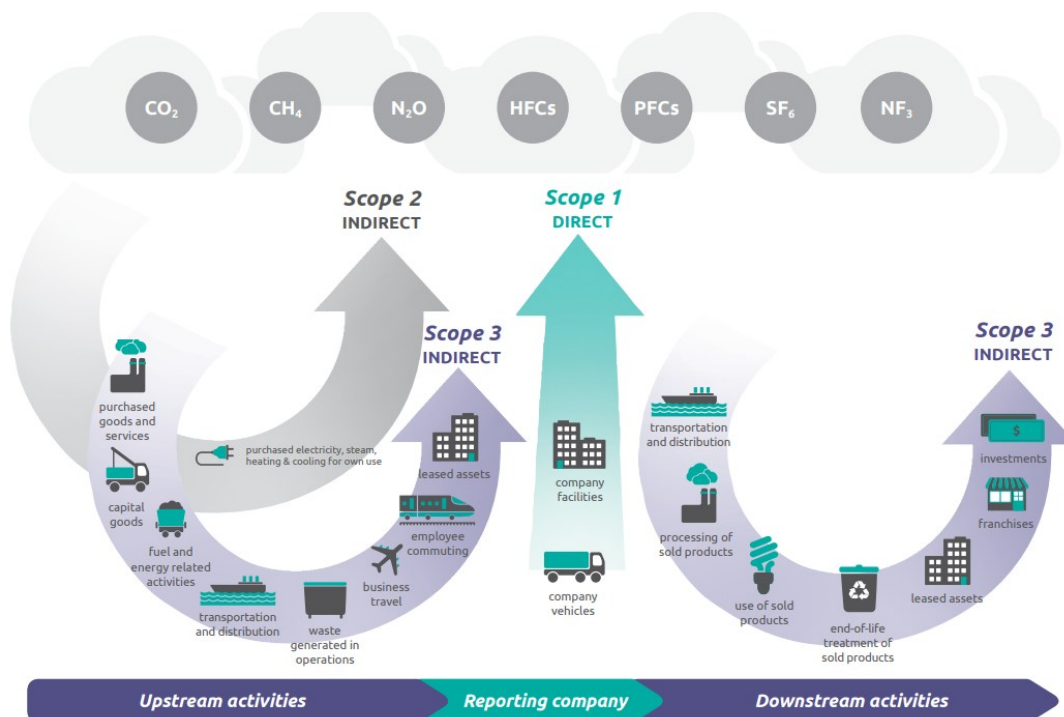 CO₂ CH₄ N₂O HFCs PFCs SF₆ NF₃
Scope 2
INDIRECT
Scope 1
DIRECT
Scope 3
INDIRECT
Scope 3
INDIRECT
purchased
goods and
services
capital
goods
fuel and
energy related
activities
purchased electricity, steam,
heating & cooling for own use
transportation
and distribution
waste
generated in
operations
business
travel
employee
commuting
leased assets
company
facilities
company
vehicles
transportation
and distribution
processing of
sold products
use of sold
products
end-of-life
treatment of
sold products
leased assets
franchises
$
investments
Upstream activities
Reporting company
Downstream activities